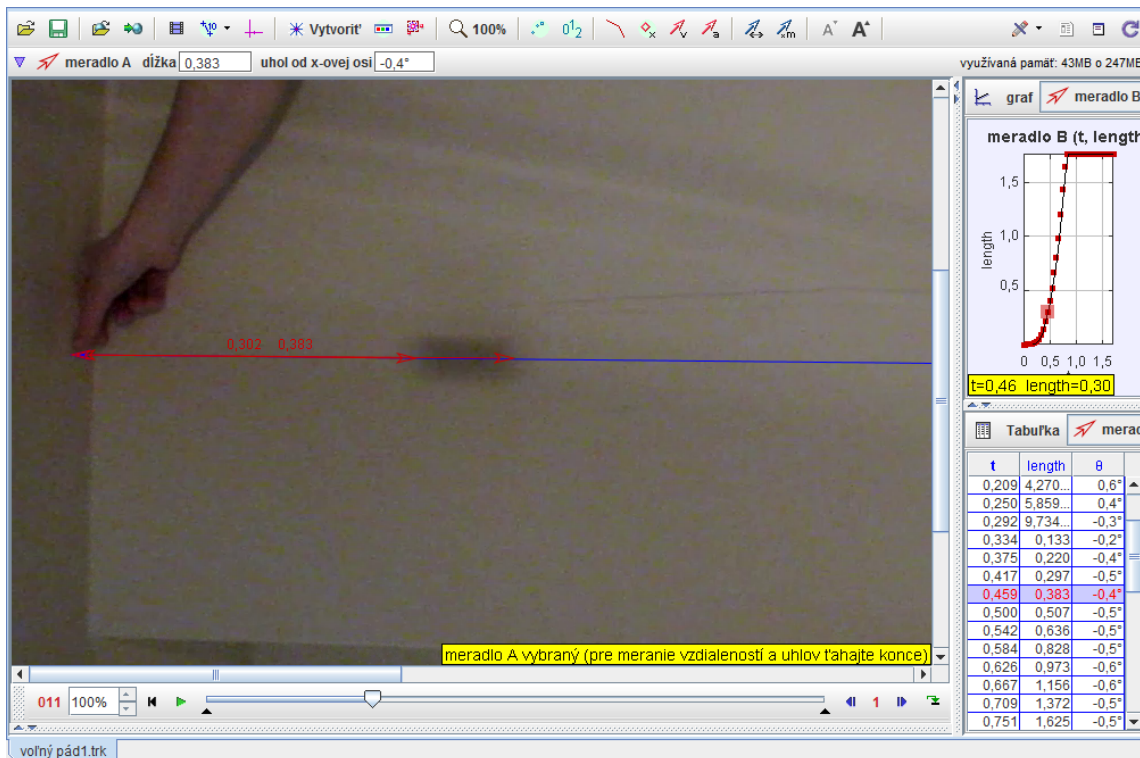 Vytvoriť 0½ 100%
meradlo A dĺžka 0,383 uhol od x-ovej osi -0,4°
využívaná pamäť: 43MB o 247MB
0,302 0,383
meradlo A vybraný (pre meranie vzdialeností a uhlov ťahajte konce)
011 100% 1
voľný pád1.trk
graf meradlo B
meradlo B (t, length
length
1,5
1,0
0,5
0 0,5 1,0 1,5
t=0,46 length=0,30
Tabuľka merad
t length θ
0,209 4,270... 0,6°
0,250 5,859... 0,4°
0,292 9,734... -0,3°
0,334 0,133 -0,2°
0,375 0,220 -0,4°
0,417 0,297 -0,5°
0,459 0,383 -0,4°
0,500 0,507 -0,5°
0,542 0,636 -0,5°
0,584 0,828 -0,5°
0,626 0,973 -0,6°
0,667 1,156 -0,6°
0,709 1,372 -0,5°
0,751 1,625 -0,5°